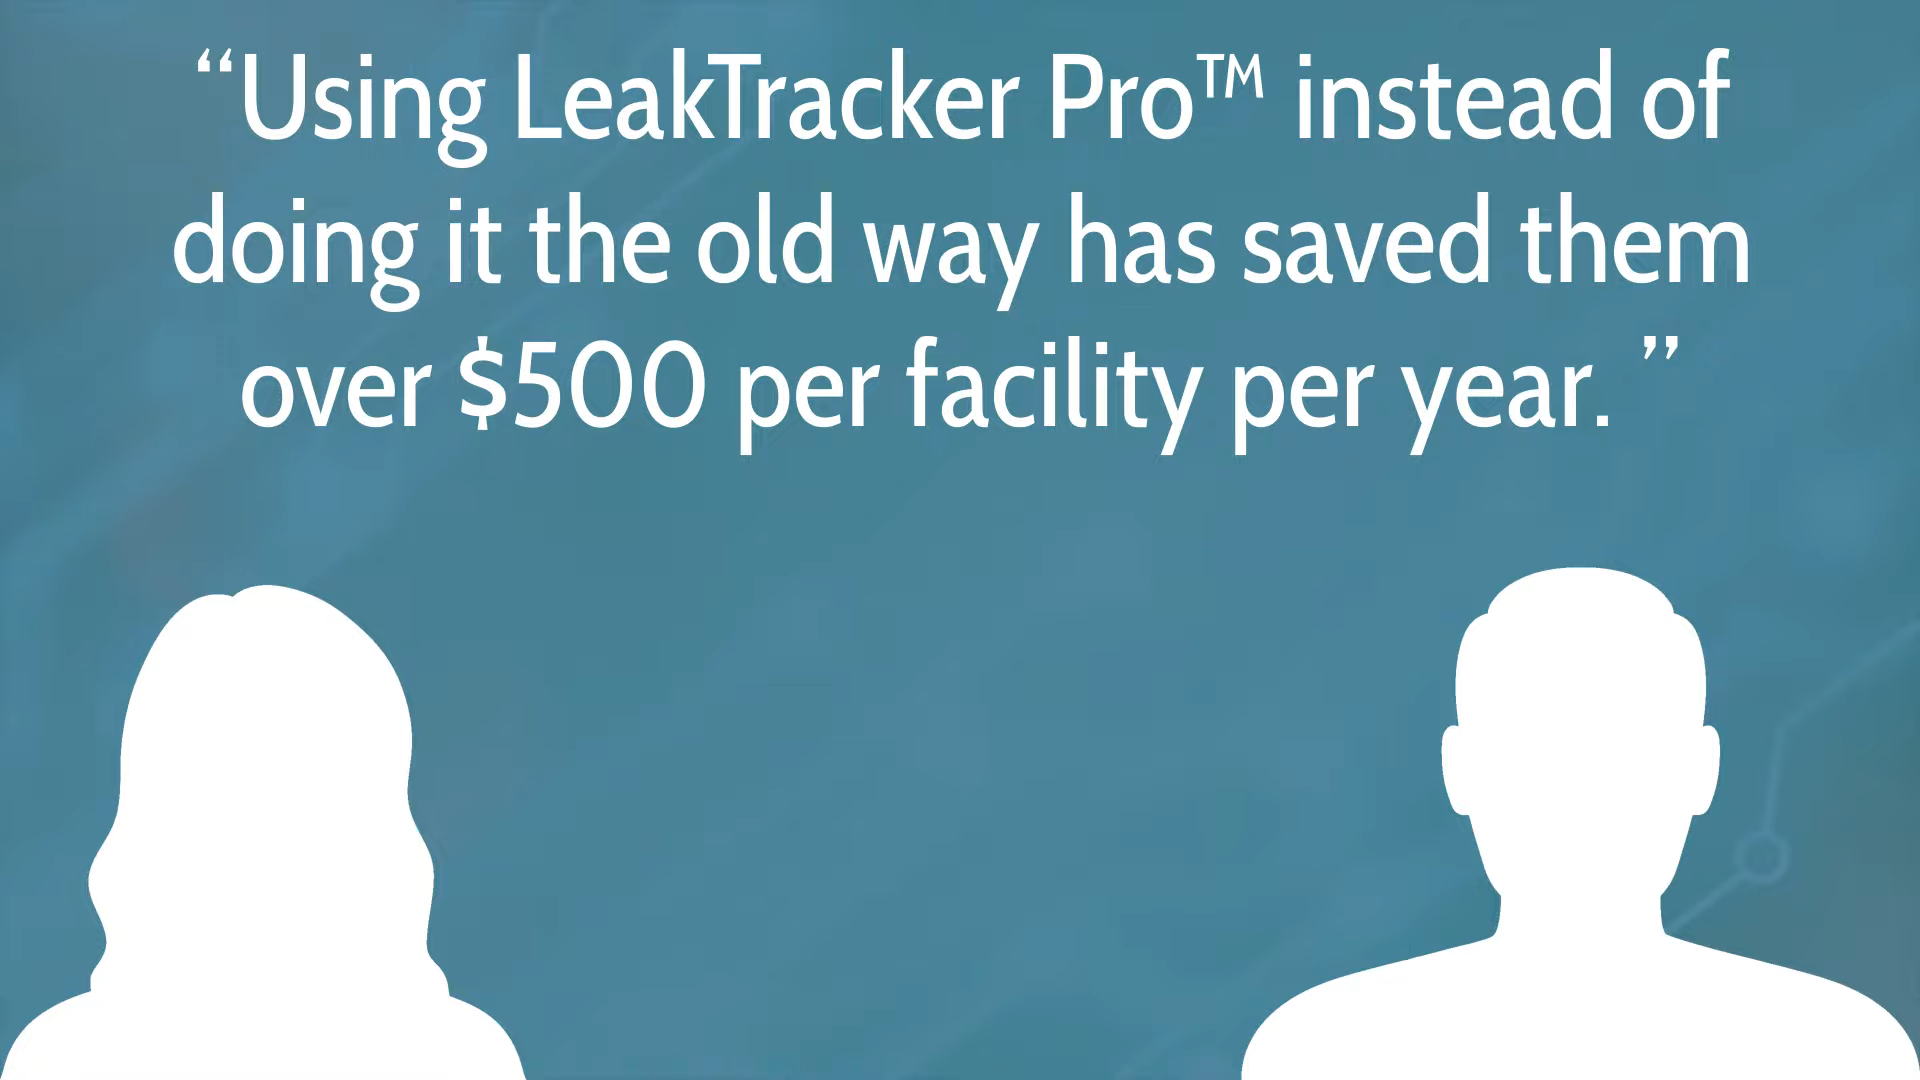 “Using LeakTracker Pro™ instead of
doing it the old way has saved them
over $500 per facility per year. ”